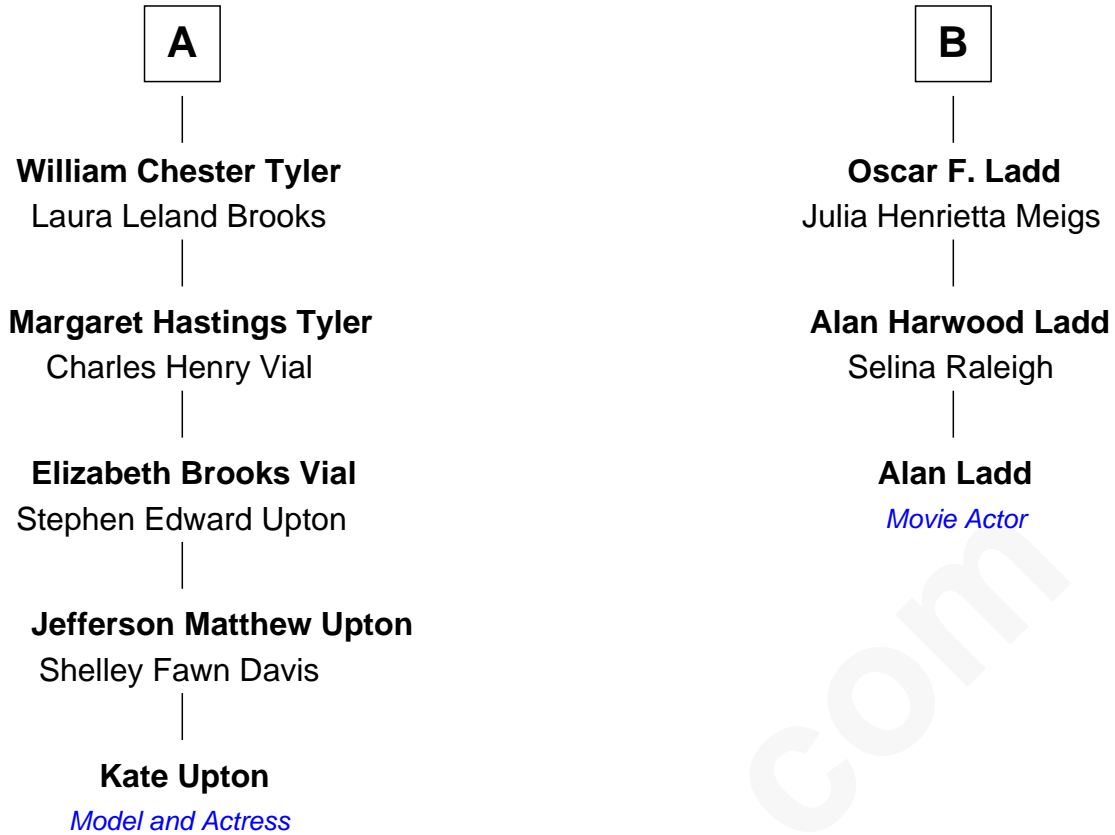 A
William Chester Tyler
Laura Leland Brooks
Margaret Hastings Tyler
Charles Henry Vial
Elizabeth Brooks Vial
Stephen Edward Upton
Jefferson Matthew Upton
Shelley Fawn Davis
Kate Upton
Model and Actress
B
Oscar F. Ladd
Julia Henrietta Meigs
Alan Harwood Ladd
Selina Raleigh
Alan Ladd
Movie Actor
com